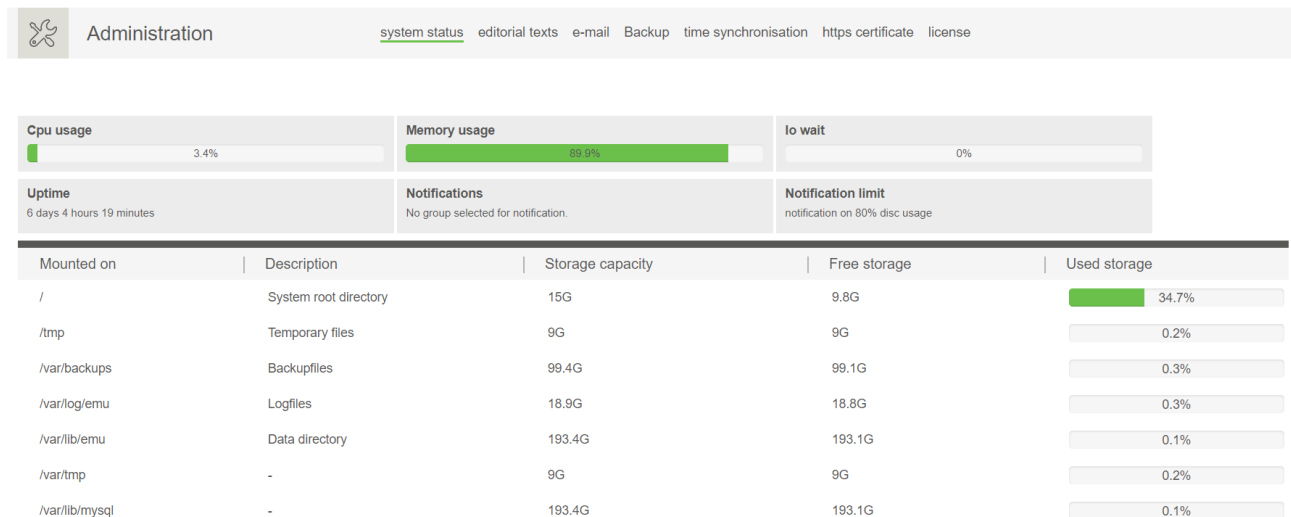 Administration
system status editorial texts e-mail Backup time synchronisation https certificate license
Cpu usage
3.4%
Memory usage
89.9%
Io wait
0%
Uptime
6 days 4 hours 19 minutes
Notifications
No group selected for notification.
Notification limit
notification on 80% disc usage
Mounted on Description Storage capacity Free storage Used storage
/ System root directory 15G 9.8G 34.7%
/tmp Temporary files 9G 9G 0.2%
/var/backups Backupfiles 99.4G 99.1G 0.3%
/var/log/emu Logfiles 18.9G 18.8G 0.3%
/var/lib/emu Data directory 193.4G 193.1G 0.1%
/var/tmp - 9G 9G 0.2%
/var/lib/mysql - 193.4G 193.1G 0.1%